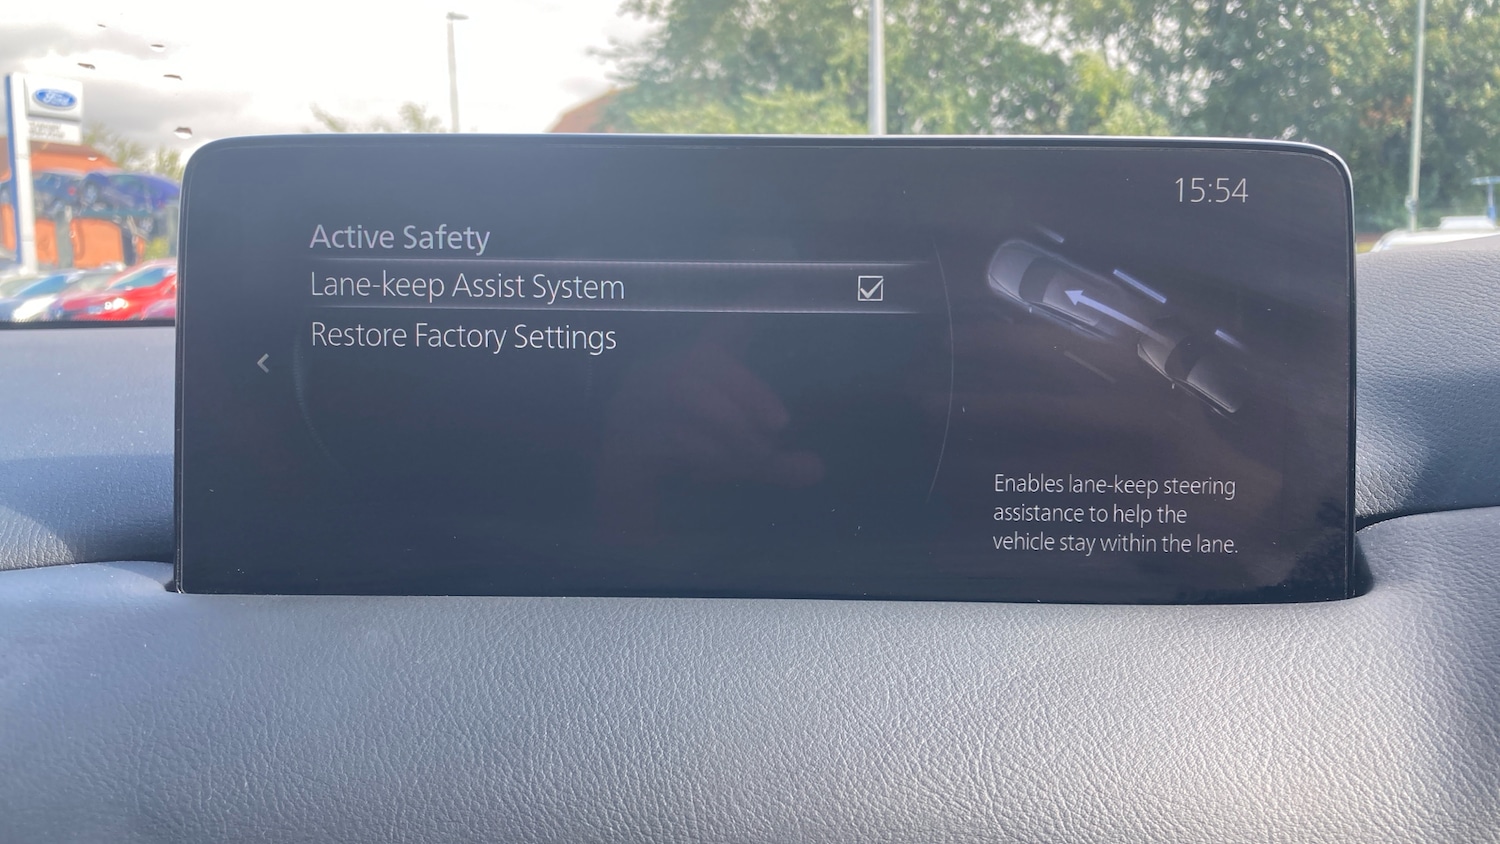 Ford
15:54
Active Safety
Lane-keep Assist System
Restore Factory Settings
Enables lane-keep steering
assistance to help the
vehicle stay within the lane.